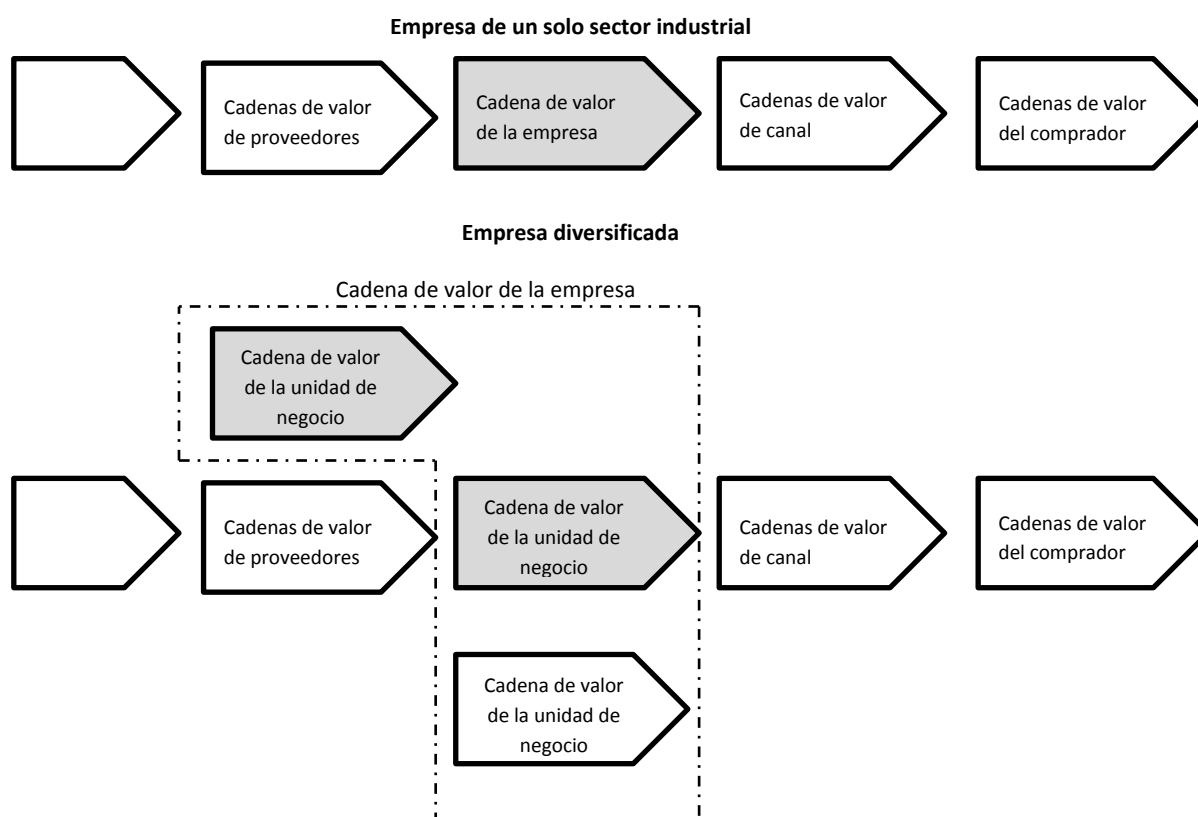 Empresa de un solo sector industrial
Cadenas de valor
de proveedores
Cadena de valor
de la empresa
Cadenas de valor
de canal
Cadenas de valor
del comprador
Empresa diversificada
Cadena de valor de la empresa
Cadena de valor
de la unidad de
negocio
Cadenas de valor
de proveedores
Cadena de valor
de la unidad de
negocio
Cadenas de valor
de canal
Cadenas de valor
del comprador
Cadena de valor
de la unidad de
negocio